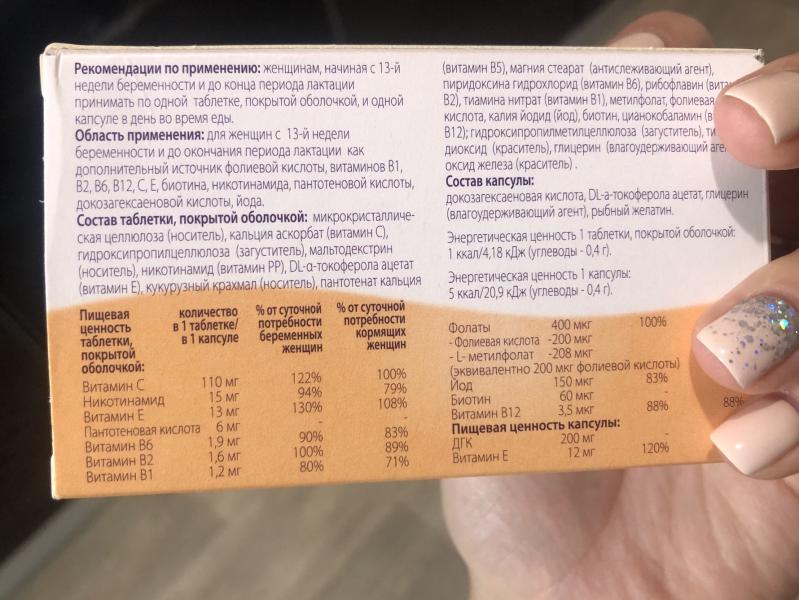 Рекомендации по применению: женщинам, начиная с 13-й
недели беременности и до конца периода лактации
принимать по одной таблетке, покрытой оболочкой, и одной
капсуле в день во время еды.
Область применения: для женщин с 13-й недели
беременности и до окончания периода лактации как
дополнительный источник фолиевой кислоты, витаминов В1,
В2, В6, В12, С, Е, биотина, никотинамида, пантотеновой кислоты,
докозагексаеновой кислоты, йода.
Состав таблетки, покрытой оболочкой: микрокристалличе-
ская целлюлоза (носитель), кальция аскорбат (витамин С),
гидроксипропилцеллюлоза (загуститель), мальтодекстрин
(носитель), никотинамид (витамин РР), DL-α-токоферола ацетат
(витамин Е), кукурузный крахмал (носитель), пантотенат кальция
(витамин В5), магния стеарат (антислеживающий агент),
пиридоксина гидрохлорид (витамин В6), рибофлавин (вита
В2), тиамина нитрат (витамин В1), метилфолат, фолиевая
кислота, калия йодид (йод), биотин, цианокобаламин (в
В12); гидроксипропилметилцеллюлоза (загуститель), ти
диоксид (краситель), глицерин (влагоудерживающий аге
оксид железа (краситель) .
Состав капсулы:
докозагексаеновая кислота, DL-а-токоферола ацетат, глицерин
(влагоудерживающий агент), рыбный желатин.
Энергетическая ценность 1 таблетки, покрытой оболочкой:
1 ккал/4,18 кДж (углеводы - 0,4 г).
Энергетическая ценность 1 капсулы:
5 ккал/20,9 кДж (углеводы - 0,4 г).
Пищевая ценность таблетки, покрытой оболочкой: количество в 1 таблетке/ в 1 капсуле % от суточной потребности беременных женщин % от суточной потребности кормящих женщин
Витамин С 110 мг 122% 100%
Никотинамид 15 мг 94% 79%
Витамин Е 13 мг 130% 108%
Пантотеновая кислота 6 мг - -
Витамин В6 1,9 мг 90% 83%
Витамин В2 1,6 мг 100% 89%
Витамин В1 1,2 мг 80% 71%
Фолаты 400 мкг 100%
- Фолиевая кислота -200 мкг
- L- метилфолат -208 мкг
(эквивалентно 200 мкг фолиевой кислоты)
Йод 150 мкг 83%
Биотин 60 мкг -
Витамин В12 3,5 мкг 88% 88%
Пищевая ценность капсулы:
ДГК 200 мг -
Витамин Е 12 мг 120%